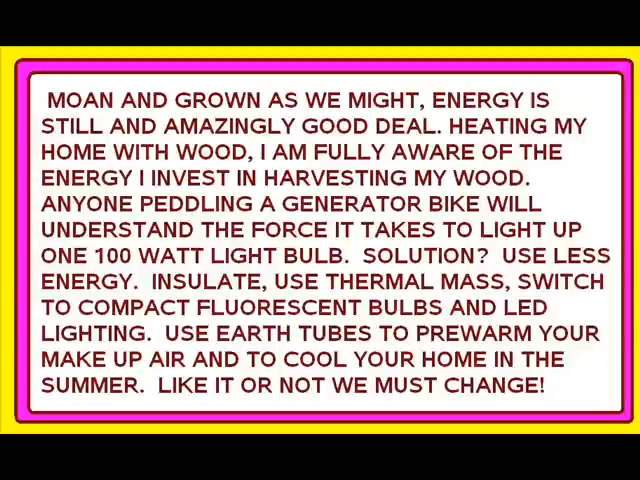 MOAN AND GROWN AS WE MIGHT, ENERGY IS
STILL AND AMAZINGLY GOOD DEAL. HEATING MY
HOME WITH WOOD, I AM FULLY AWARE OF THE
ENERGY I INVEST IN HARVESTING MY WOOD.
ANYONE PEDDLING A GENERATOR BIKE WILL
UNDERSTAND THE FORCE IT TAKES TO LIGHT UP
ONE 100 WATT LIGHT BULB.  SOLUTION?  USE LESS
ENERGY.  INSULATE, USE THERMAL MASS, SWITCH
TO COMPACT FLUORESCENT BULBS AND LED
LIGHTING.  USE EARTH TUBES TO PREWARM YOUR
MAKE UP AIR AND TO COOL YOUR HOME IN THE
SUMMER.  LIKE IT OR NOT WE MUST CHANGE!